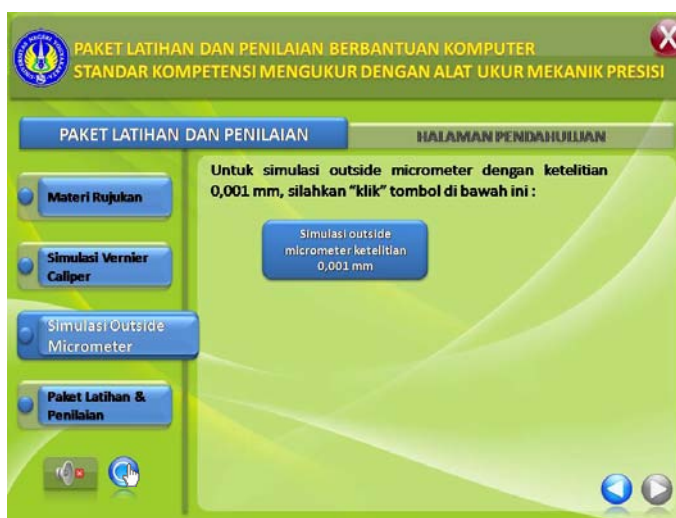 PAKET LATIHAN DAN PENILAIAN BERBANTUAN KOMPUTER
STANDAR KOMPETENSI MENGUKUR DENGAN ALAT UKUR MEKANIK PRESISI
PAKET LATIHAN DAN PENILAIAN
HALAMAN PENDAHULUAN
Materi Rujukan
Simulasi Vernier
Caliper
Simulasi Outside
Micrometer
Paket Latihan &
Penilaian
Untuk simulasi outside micrometer dengan ketelitian
0,001 mm, silahkan “klik” tombol di bawah ini :
Simulasi outside
micrometer ketelitian
0,001 mm